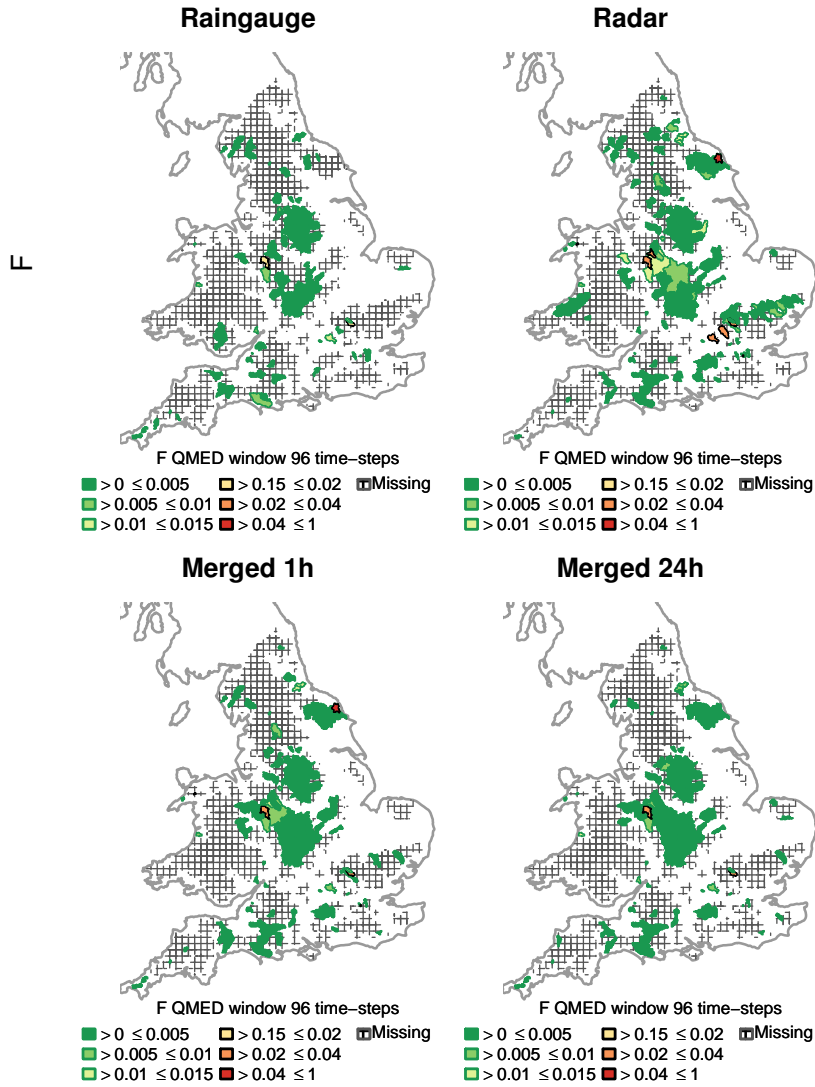 Raingauge Radar
F
F QMED window 96 time−steps F QMED window 96 time−steps
> 0 ≤ 0.005 > 0.15 ≤ 0.02 Missing > 0 ≤ 0.005 > 0.15 ≤ 0.02 Missing
> 0.005 ≤ 0.01 > 0.02 ≤ 0.04 > 0.005 ≤ 0.01 > 0.02 ≤ 0.04
> 0.01 ≤ 0.015 > 0.04 ≤ 1 > 0.01 ≤ 0.015 > 0.04 ≤ 1
Merged 1h Merged 24h
F QMED window 96 time−steps F QMED window 96 time−steps
> 0 ≤ 0.005 > 0.15 ≤ 0.02 Missing > 0 ≤ 0.005 > 0.15 ≤ 0.02 Missing
> 0.005 ≤ 0.01 > 0.02 ≤ 0.04 > 0.005 ≤ 0.01 > 0.02 ≤ 0.04
> 0.01 ≤ 0.015 > 0.04 ≤ 1 > 0.01 ≤ 0.015 > 0.04 ≤ 1